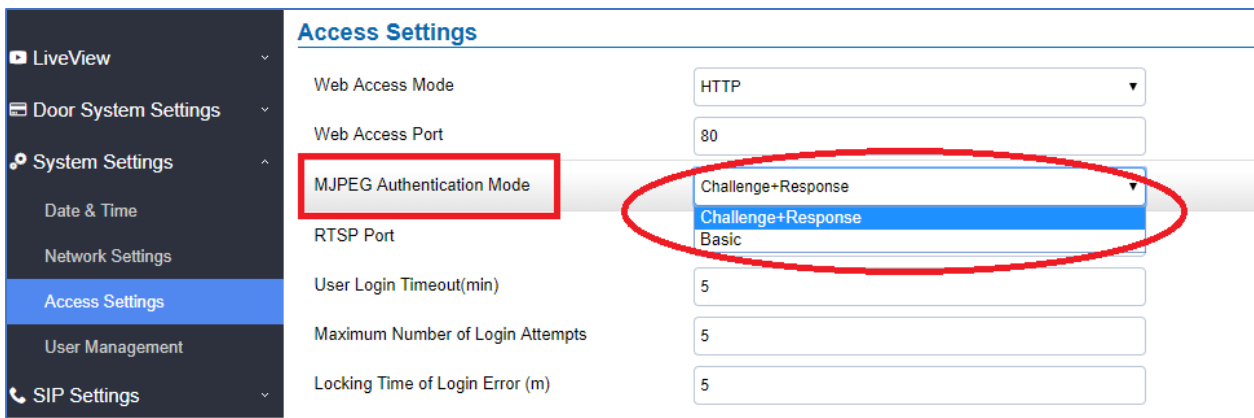 Access Settings
LiveView
Door System Settings
System Settings
Date & Time
Network Settings
Access Settings
User Management
SIP Settings
Web Access Mode
HTTP
Web Access Port
80
MJPEG Authentication Mode
Challenge+Response
Challenge+Response
Basic
RTSP Port
User Login Timeout(min)
5
Maximum Number of Login Attempts
5
Locking Time of Login Error (m)
5